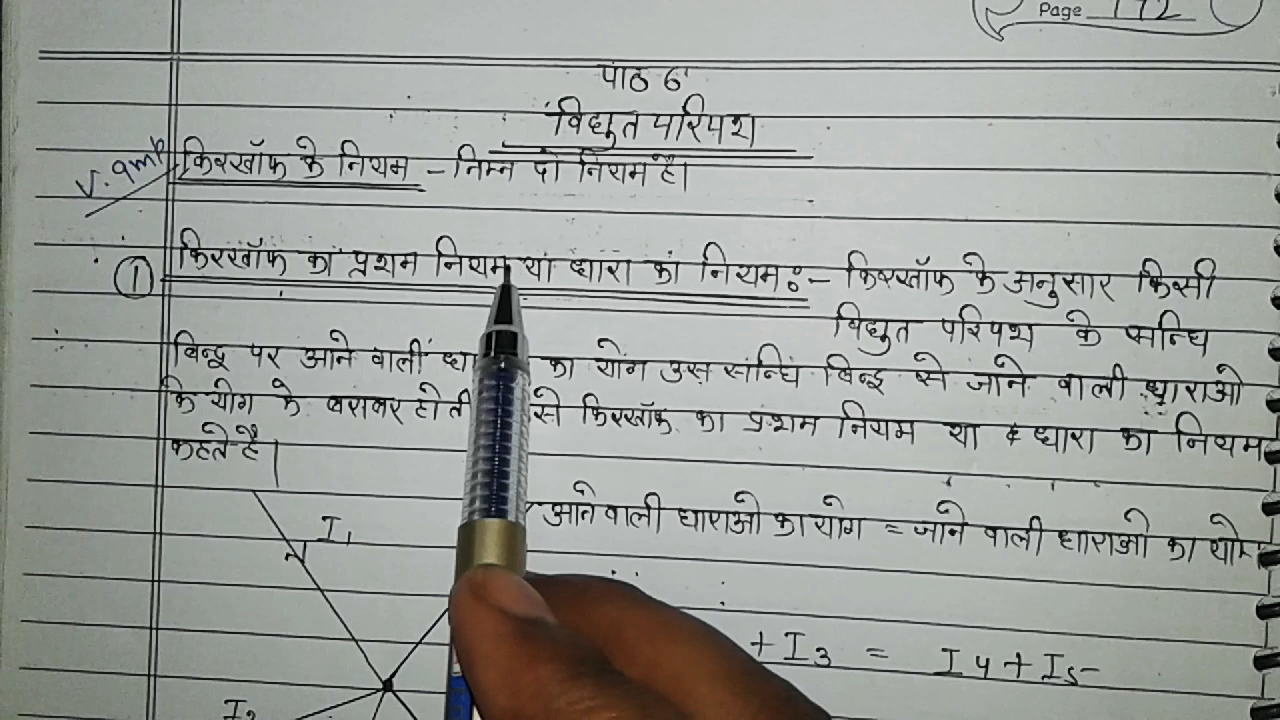 Page 172
पाठ 6
विद्युत परिपथ
V. Imp किरखॉफ के नियम - निम्न दो नियम है।
① किरखॉफ का प्रथम नियम या धारा का नियम :- किरखॉफ के अनुसार किसी
विद्युत परिपथ के सन्धि
बिन्दु पर आने वाली धा का योग उस सन्धि बिन्दु से जाने वाली धाराओ
के योग के बराबर होती से किरखॉफ का प्रथम नियम या धारा का नियम
कहते है।
I₁
आने वाली धाराओ का योग = जाने वाली धाराओ का योग
+ I₃ = I₄ + I₅
I₂